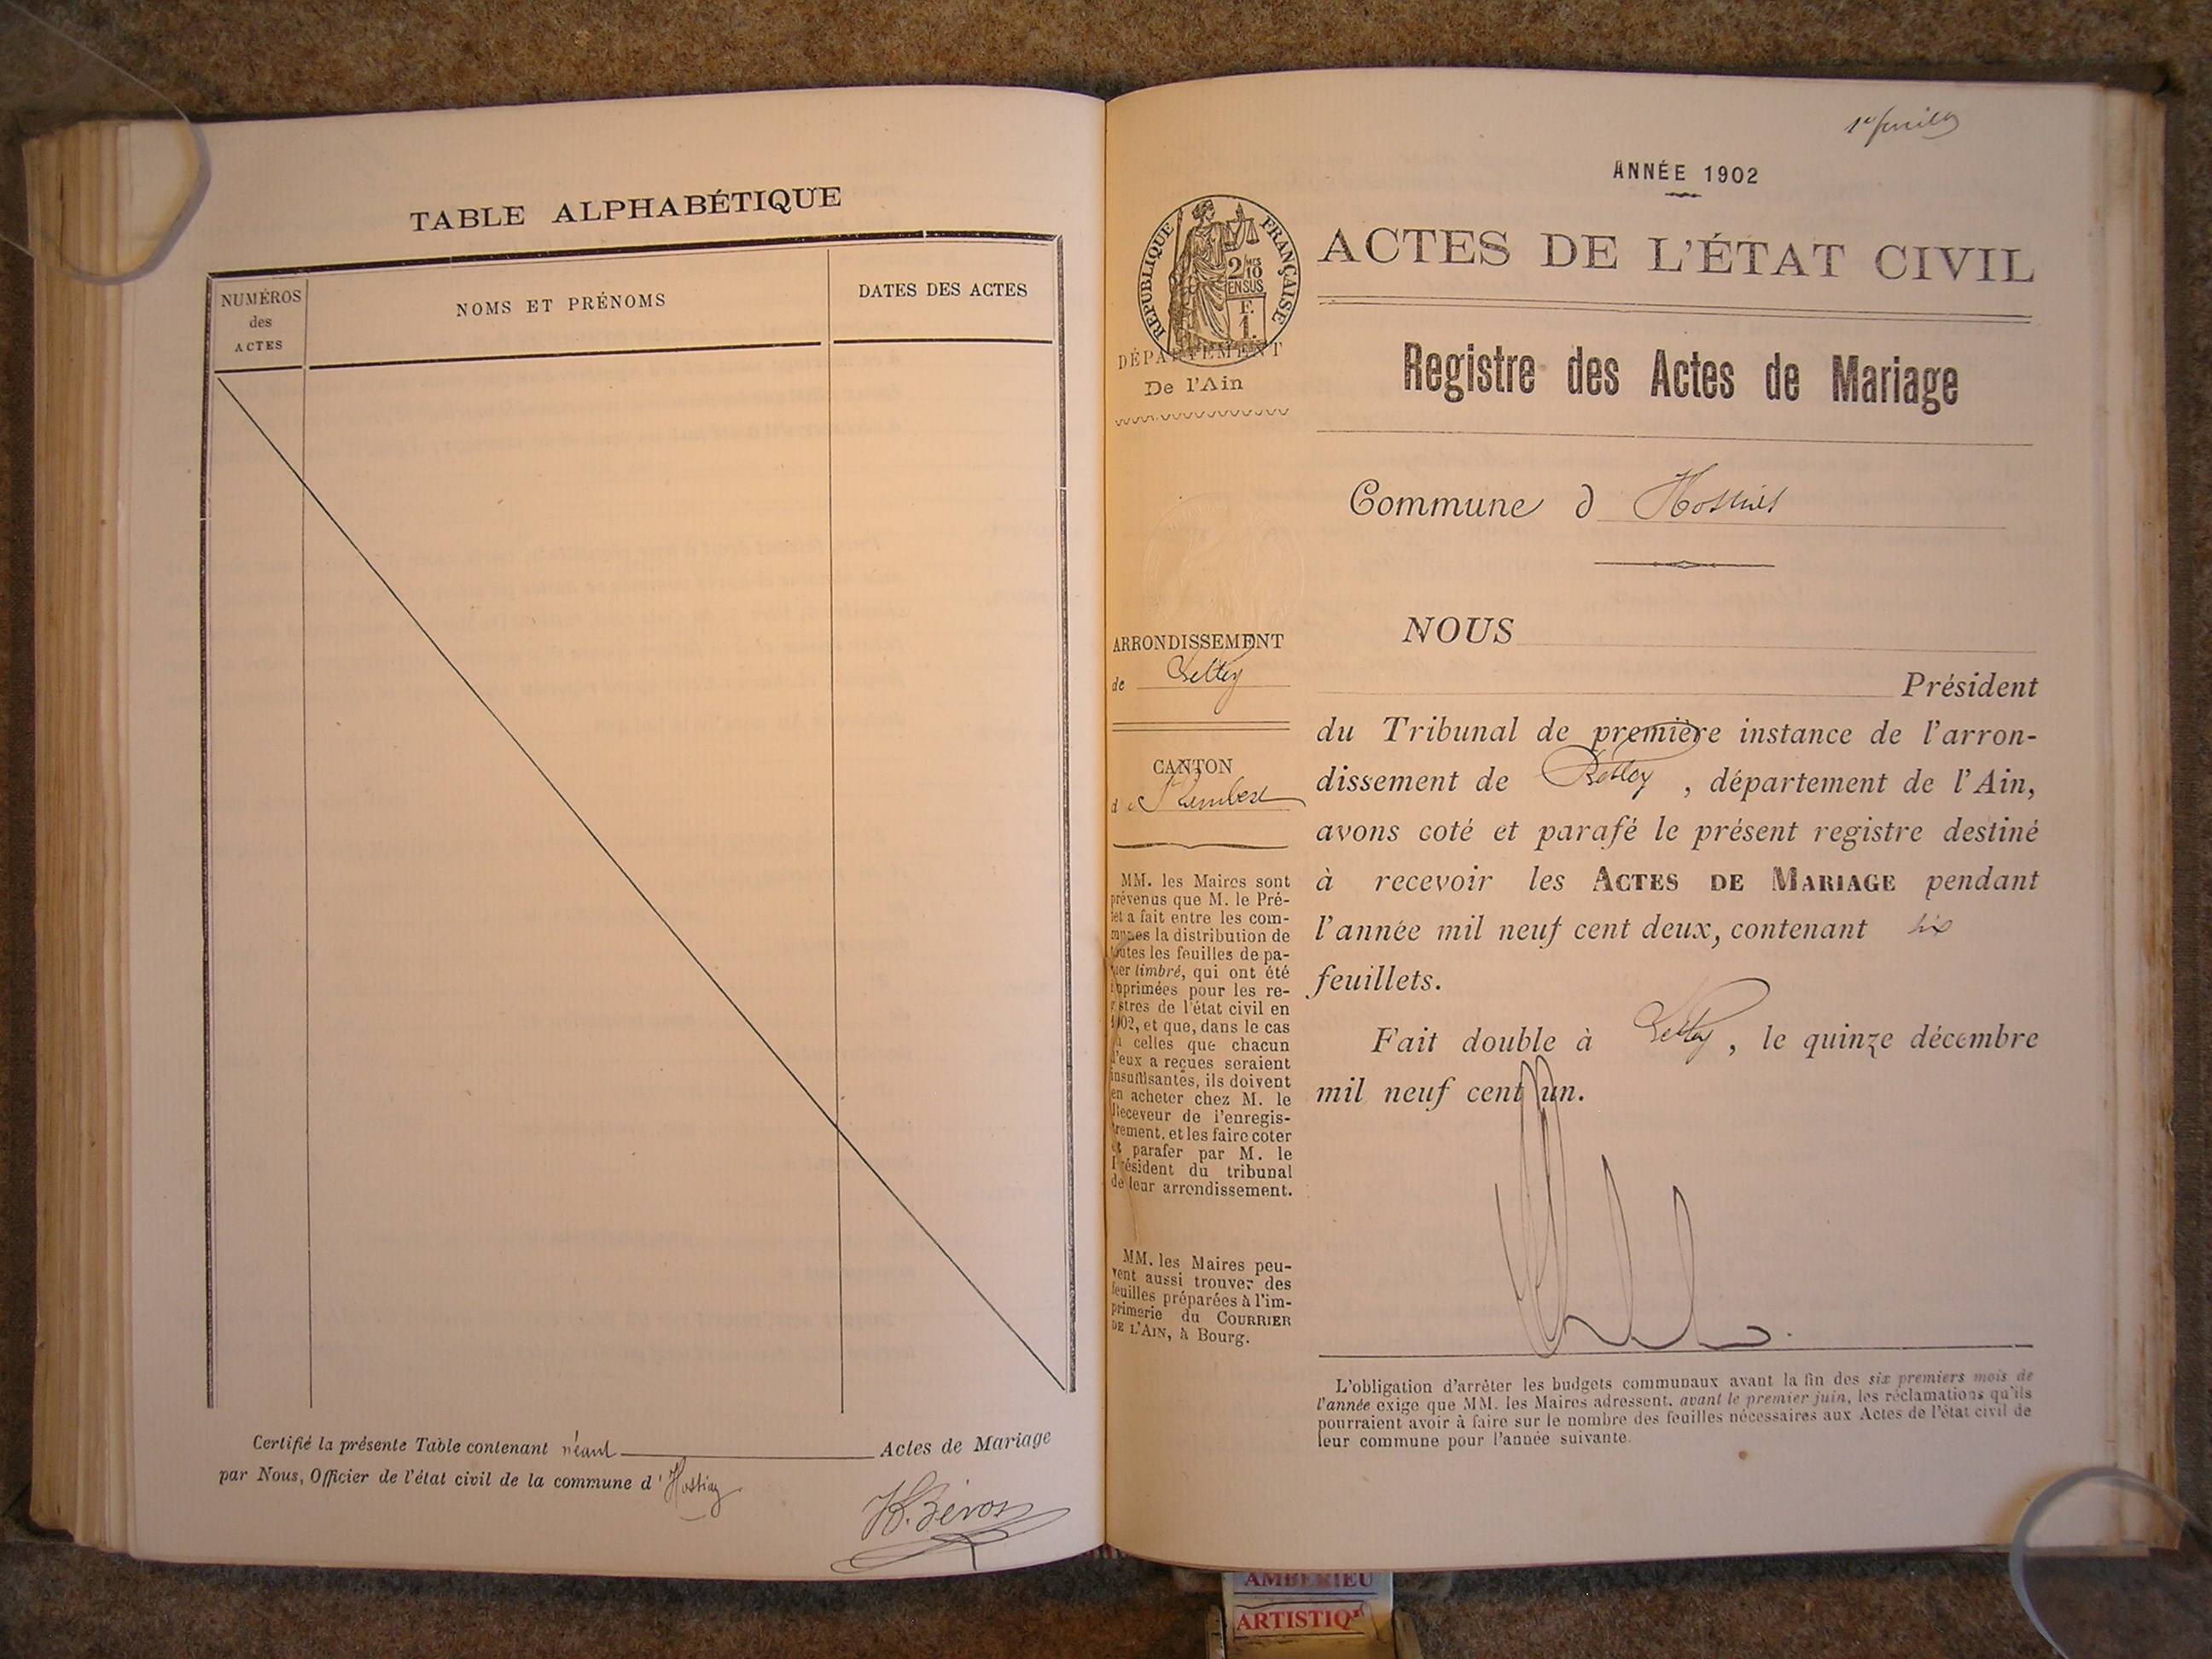 TABLE ALPHABÉTIQUE
NUMÉROS
des
ACTES
NOMS ET PRÉNOMS
DATES DES ACTES
Certifié la présente Table contenant néant Actes de Mariage
par Nous, Officier de l'état civil de la commune d' Hostiaz
1er feuillet
ANNÉE 1902
RÉPUBLIQUE FRANÇAISE
2/10
EN SUS
F.
1.
ACTES DE L'ÉTAT CIVIL
DÉPARTEMENT
De l'Ain
Registre des Actes de Mariage
Commune d Hostias
ARRONDISSEMENT
de Belley
CANTON
de
MM. les Maires sont
prévenus que M. le Pré-
fet a fait entre les com-
munes la distribution de
toutes les feuilles de pa-
pier timbré, qui ont été
imprimées pour les re-
gistres de l'état civil en
1902, et que, dans le cas
où celles que chacun
d'eux a reçues seraient
insuffisantes, ils doivent
en acheter chez M. le
Receveur de l'enregis-
trement, et les faire coter
et parafer par M. le
Président du tribunal
de leur arrondissement.
MM. les Maires peu-
vent aussi trouver des
feuilles préparées à l'im-
primerie du COURRIER
DE L'AIN, à Bourg.
NOUS
Président
du Tribunal de première instance de l'arron-
dissement de Belley, département de l'Ain,
avons coté et parafé le présent registre destiné
à recevoir les ACTES DE MARIAGE pendant
l'année mil neuf cent deux, contenant six
feuillets.
Fait double à Belley, le quinze décembre
mil neuf cent un.
L'obligation d'arrêter les budgets communaux avant la fin des six premiers mois de
l'année exige que MM. les Maires adressent, avant le premier juin, les réclamations qu'ils
pourraient avoir à faire sur le nombre des feuilles nécessaires aux Actes de l'état civil de
leur commune pour l'année suivante.
AMBERIEU
ARTISTIQ